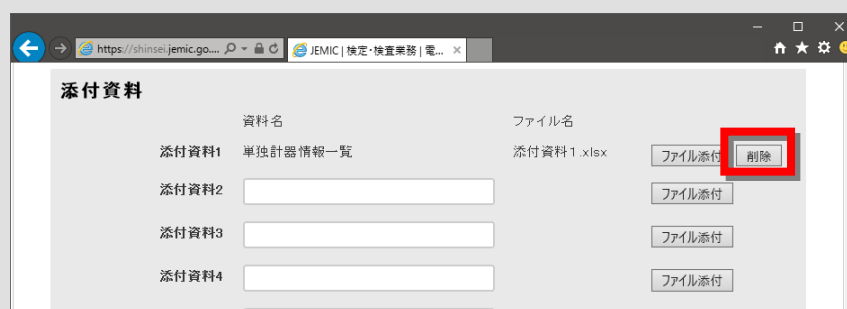 https://shinsei.jemic.go.... JEMIC | 検定・検査業務 | 電...
添付資料
資料名 ファイル名
添付資料1 単独計器情報一覧 添付資料1.xlsx ファイル添付 削除
添付資料2 ファイル添付
添付資料3 ファイル添付
添付資料4 ファイル添付